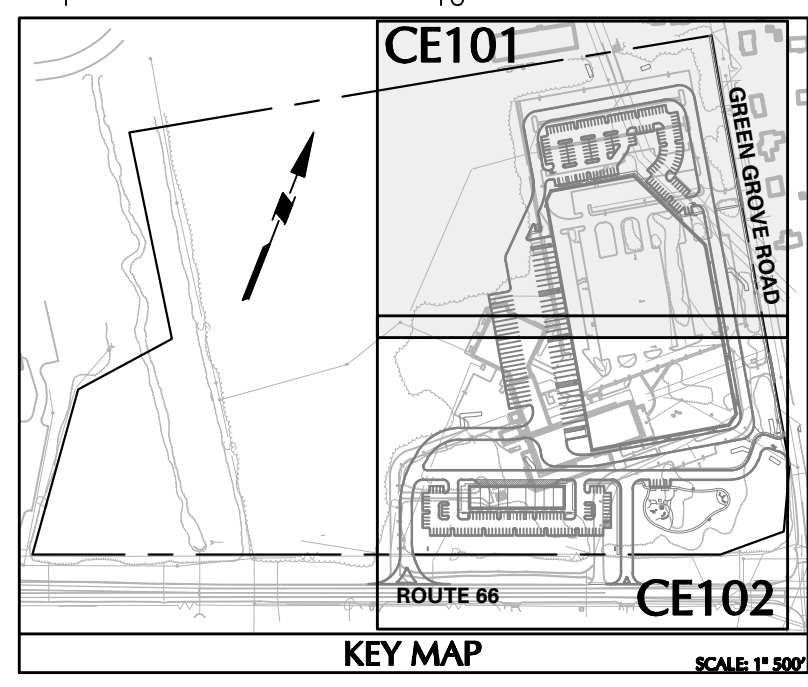 CE101
GREEN GROVE ROAD
ROUTE 66
CE102
KEY MAP
SCALE: 1" 500'